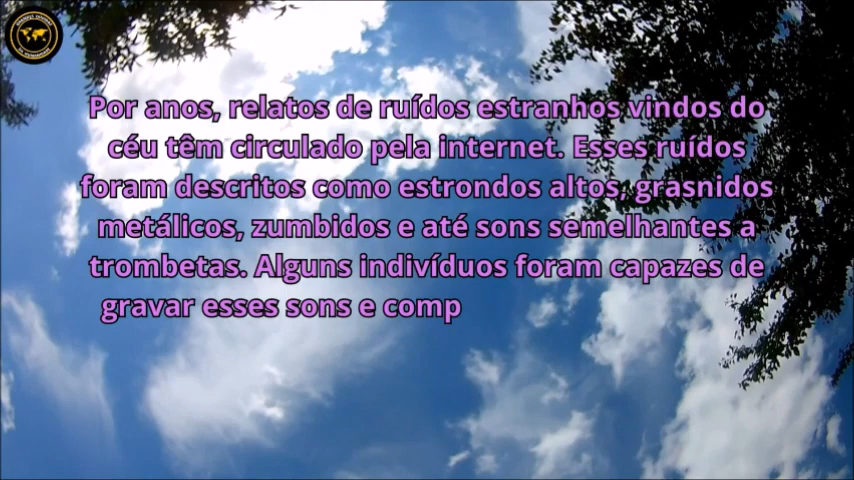 Por anos, relatos de ruídos estranhos vindos do
céu têm circulado pela internet. Esses ruídos
foram descritos como estrondos altos, grasnidos
metálicos, zumbidos e até sons semelhantes a
trombetas. Alguns indivíduos foram capazes de
gravar esses sons e comp